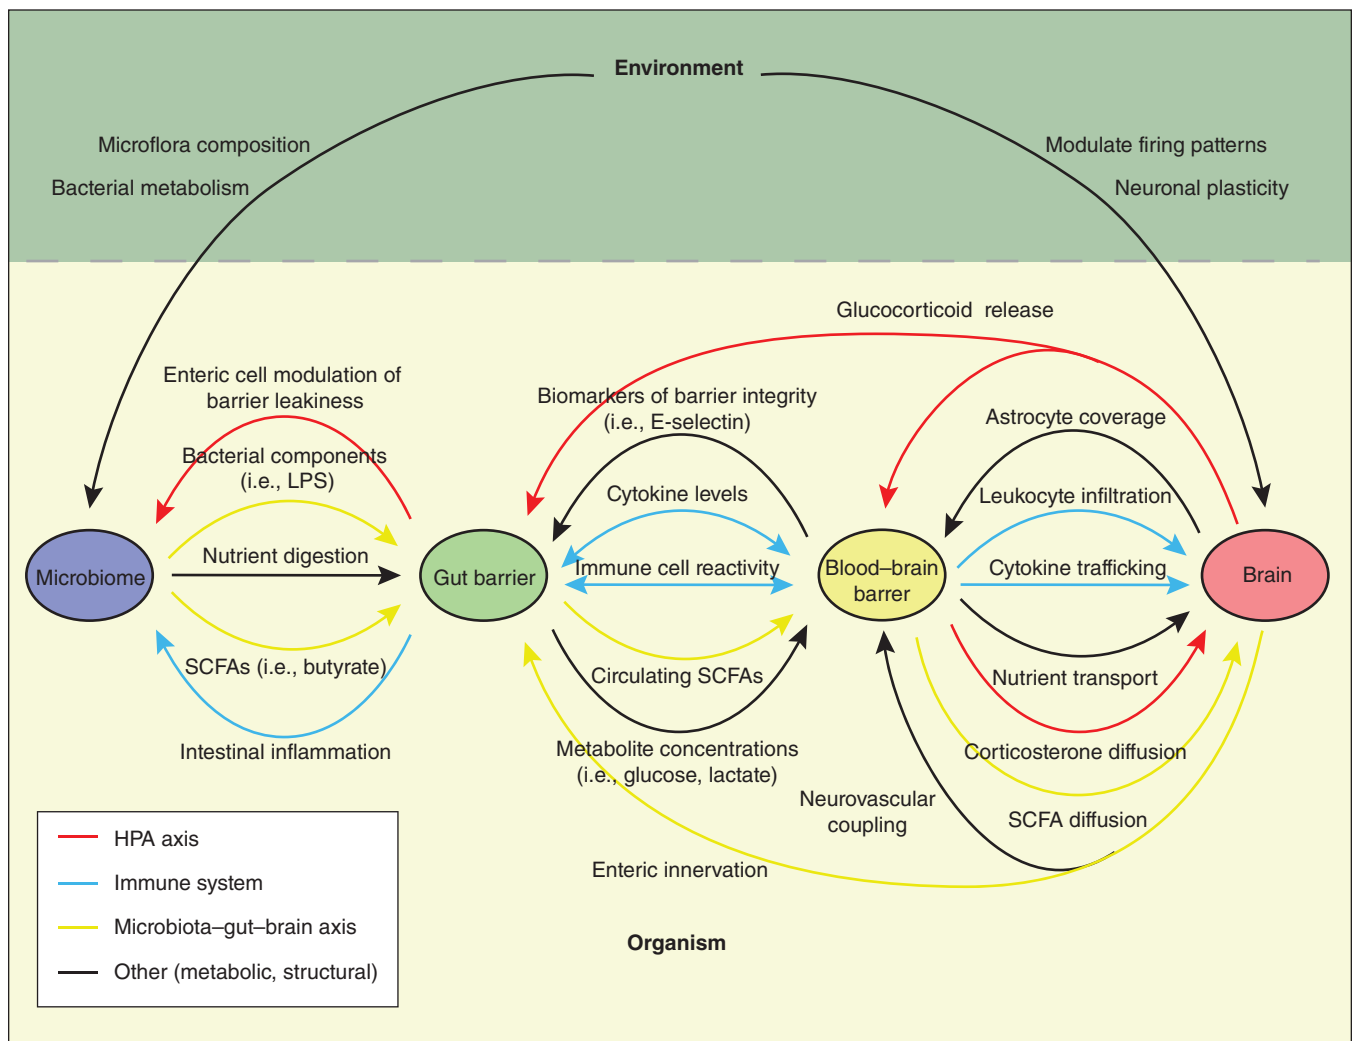 Environment
Microflora composition
Bacterial metabolism
Modulate firing patterns
Neuronal plasticity
Glucocorticoid release
Enteric cell modulation of
barrier leakiness
Bacterial components
(i.e., LPS)
Nutrient digestion
SCFAs (i.e., butyrate)
Intestinal inflammation
Biomarkers of barrier integrity
(i.e., E-selectin)
Cytokine levels
Immune cell reactivity
Circulating SCFAs
Metabolite concentrations
(i.e., glucose, lactate)
Astrocyte coverage
Leukocyte infiltration
Cytokine trafficking
Nutrient transport
Corticosterone diffusion
SCFA diffusion
Neurovascular
coupling
Enteric innervation
Microbiome
Gut barrier
Blood–brain
barrer
Brain
HPA axis
Immune system
Microbiota–gut–brain axis
Other (metabolic, structural)
Organism